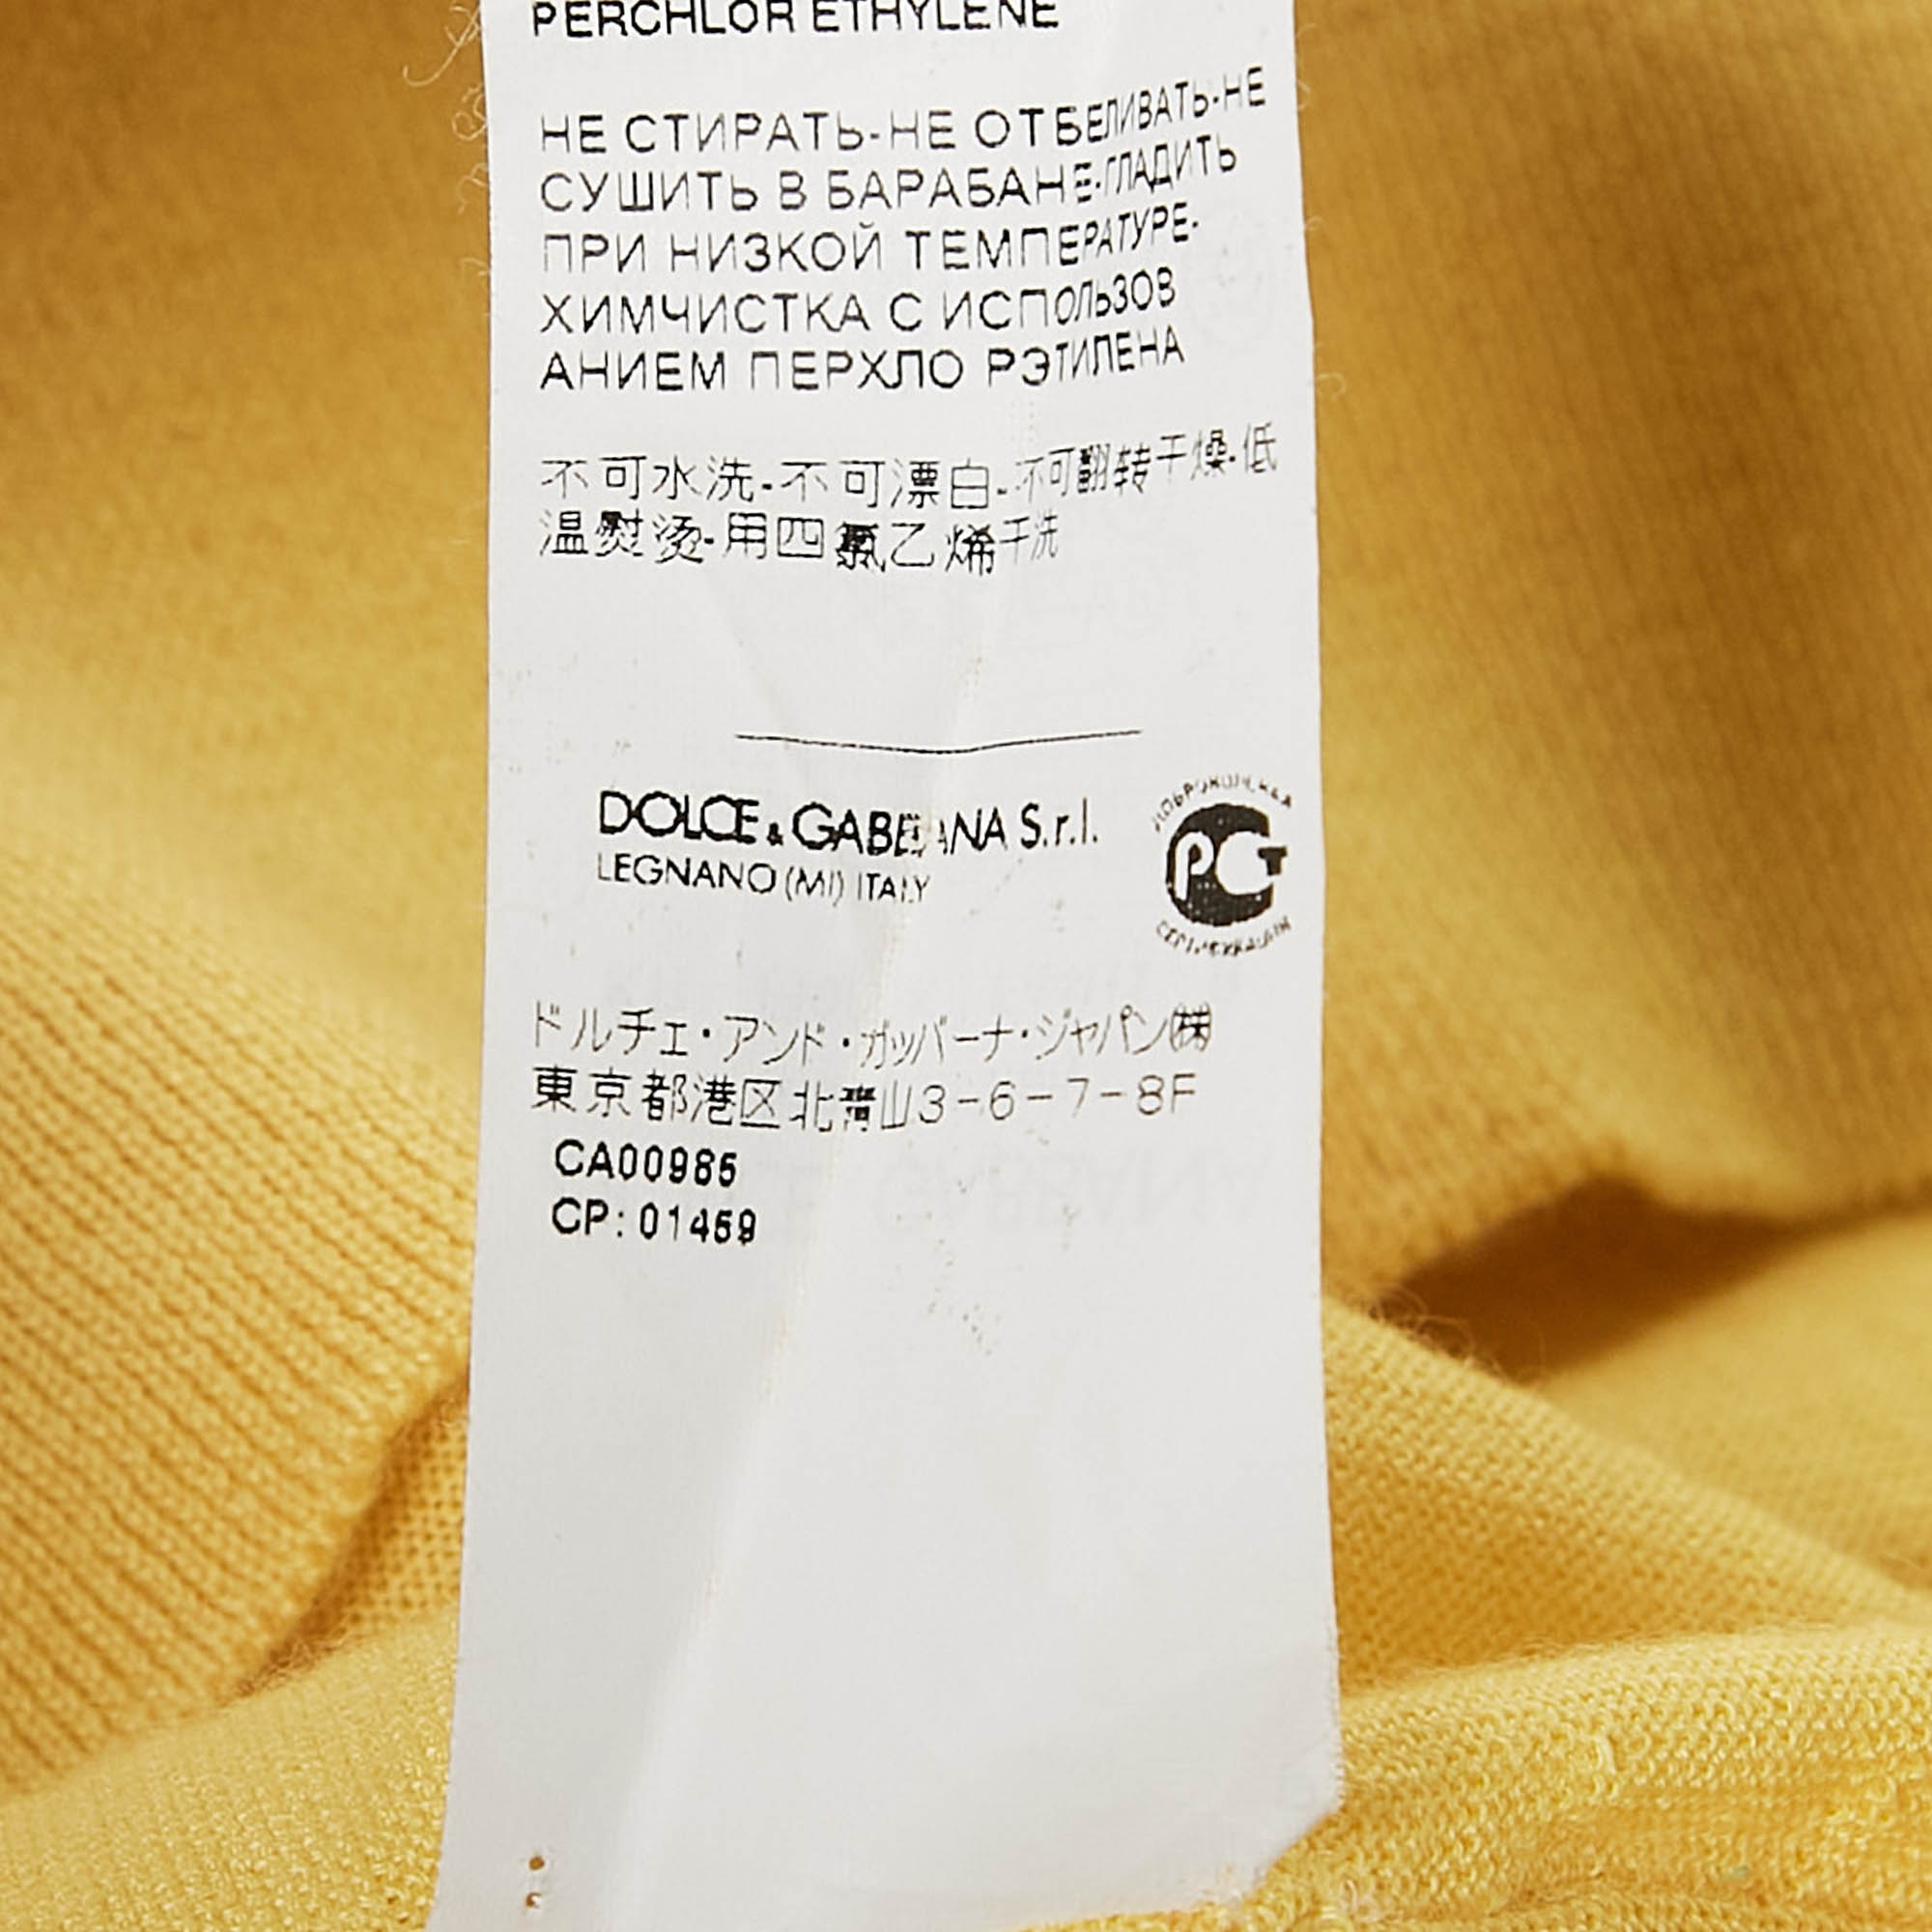 PERCHLOR ETHYLENE
НЕ СТИРАТЬ-НЕ ОТБЕЛИВАТЬ-НЕ
СУШИТЬ В БАРАБАНЕ-ГЛАДИТЬ
ПРИ НИЗКОЙ ТЕМПЕРАТУРЕ-
ХИМЧИСТКА С ИСПОЛЬЗОВ
АНИЕМ ПЕРХЛО РЭТИЛЕНА
不可水洗-不可漂白-不可翻转干燥-低
温熨烫-用四氯乙烯干洗
DOLCE & GABBANA S.r.l.
LEGNANO (MI) ITALY
РСТ
ドルチェ・アンド・ガッバーナ・ジャパン㈱
東京都港区北青山3-6-7-8F
CA00985
CP: 01469